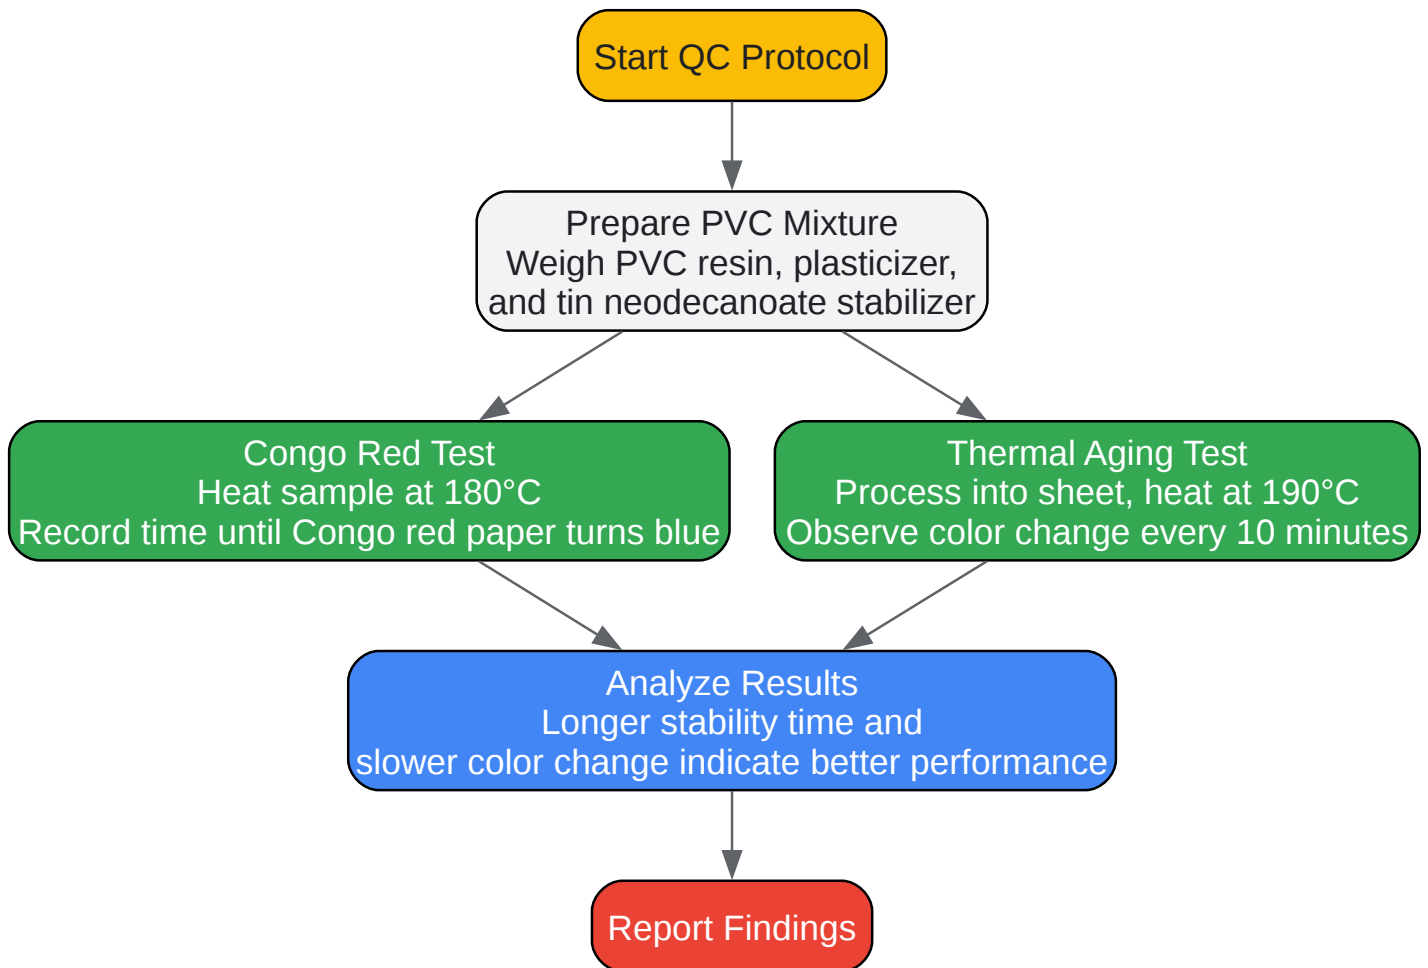 Start QC Protocol
Prepare PVC Mixture
Weigh PVC resin, plasticizer,
and tin neodecanoate stabilizer
Congo Red Test
Heat sample at 180°C
Record time until Congo red paper turns blue
Thermal Aging Test
Process into sheet, heat at 190°C
Observe color change every 10 minutes
Analyze Results
Longer stability time and
slower color change indicate better performance
Report Findings